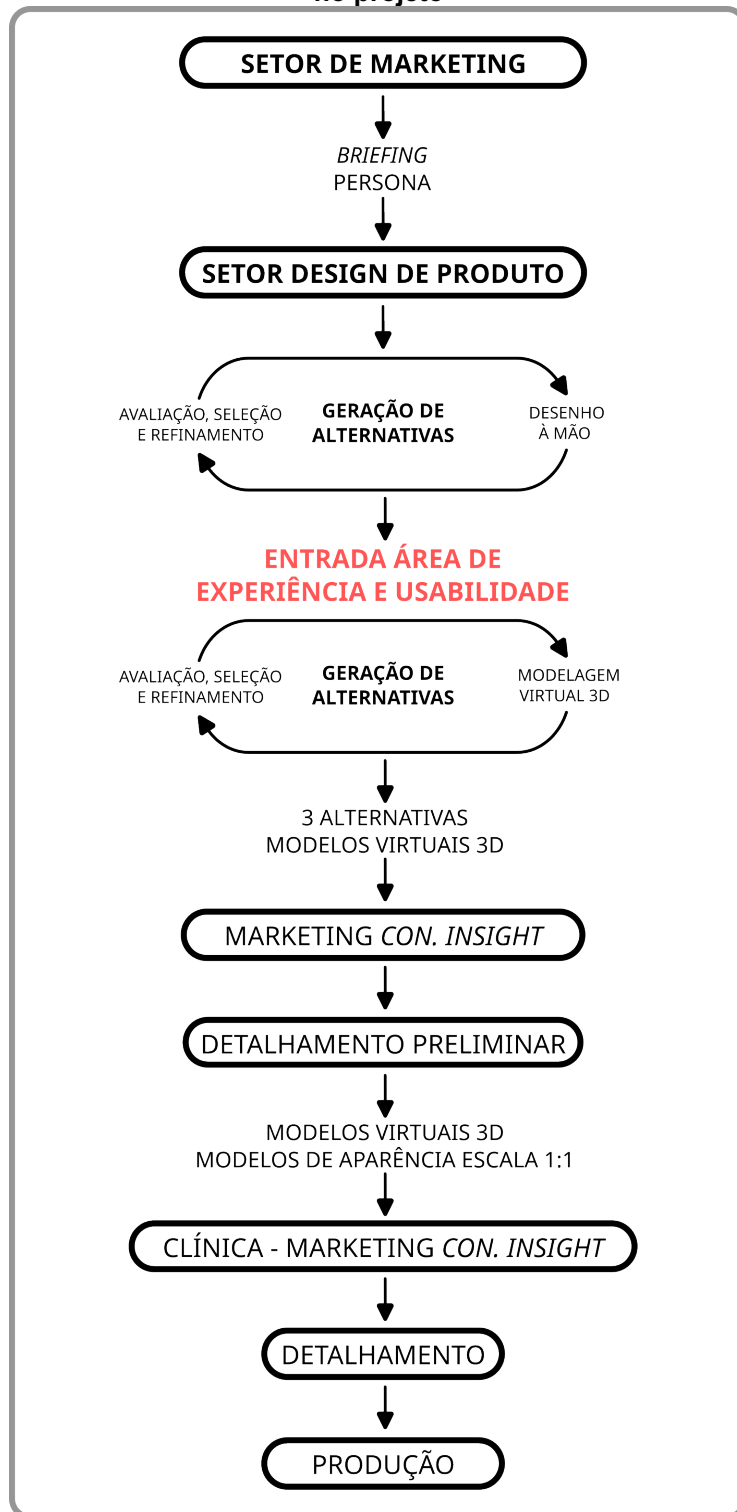 no projeto
SETOR DE MARKETING
BRIEFING
PERSONA
SETOR DESIGN DE PRODUTO
AVALIAÇÃO, SELEÇÃO
E REFINAMENTO
GERAÇÃO DE
ALTERNATIVAS
DESENHO
À MÃO
ENTRADA ÁREA DE
EXPERIÊNCIA E USABILIDADE
AVALIAÇÃO, SELEÇÃO
E REFINAMENTO
GERAÇÃO DE
ALTERNATIVAS
MODELAGEM
VIRTUAL 3D
3 ALTERNATIVAS
MODELOS VIRTUAIS 3D
MARKETING CON. INSIGHT
DETALHAMENTO PRELIMINAR
MODELOS VIRTUAIS 3D
MODELOS DE APARÊNCIA ESCALA 1:1
CLÍNICA - MARKETING CON. INSIGHT
DETALHAMENTO
PRODUÇÃO